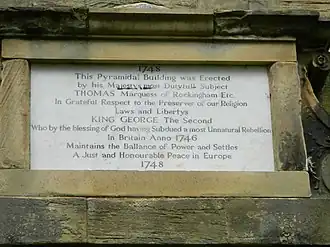 1748
This Pyramidal Building was Erected
by his Majestys most Dutyfull Subject
THOMAS Marquess of Rockingham Etc.
In Grateful Respect to the Preserver of our Religion
Laws and Libertys
KING GEORGE The Second
Who by the blessing of God having Subdued a most Unnatural Rebellion
In Britain Anno 1746
Maintains the Ballance of Power and Settles
A Just and Honourable Peace in Europe
1748